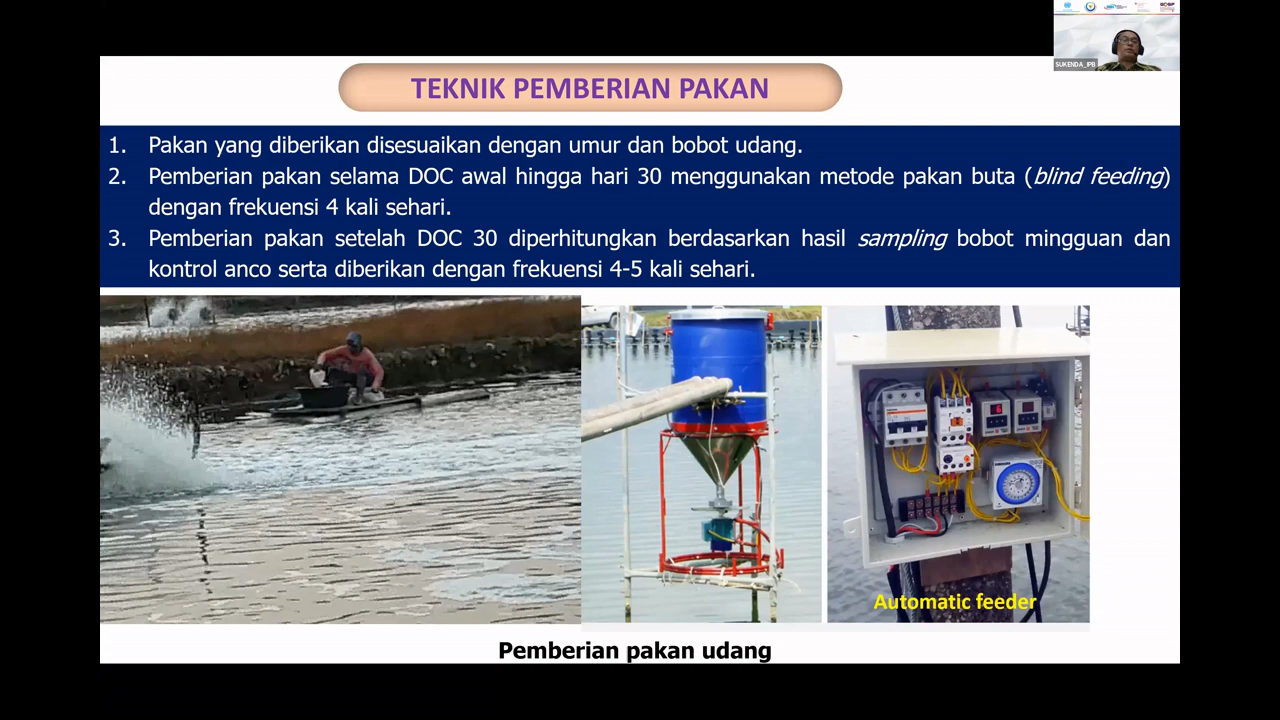 SUKENDA_IPB
TEKNIK PEMBERIAN PAKAN
1. Pakan yang diberikan disesuaikan dengan umur dan bobot udang.
2. Pemberian pakan selama DOC awal hingga hari 30 menggunakan metode pakan buta (blind feeding)
dengan frekuensi 4 kali sehari.
3. Pemberian pakan setelah DOC 30 diperhitungkan berdasarkan hasil sampling bobot mingguan dan
kontrol anco serta diberikan dengan frekuensi 4-5 kali sehari.
Automatic feeder
Pemberian pakan udang